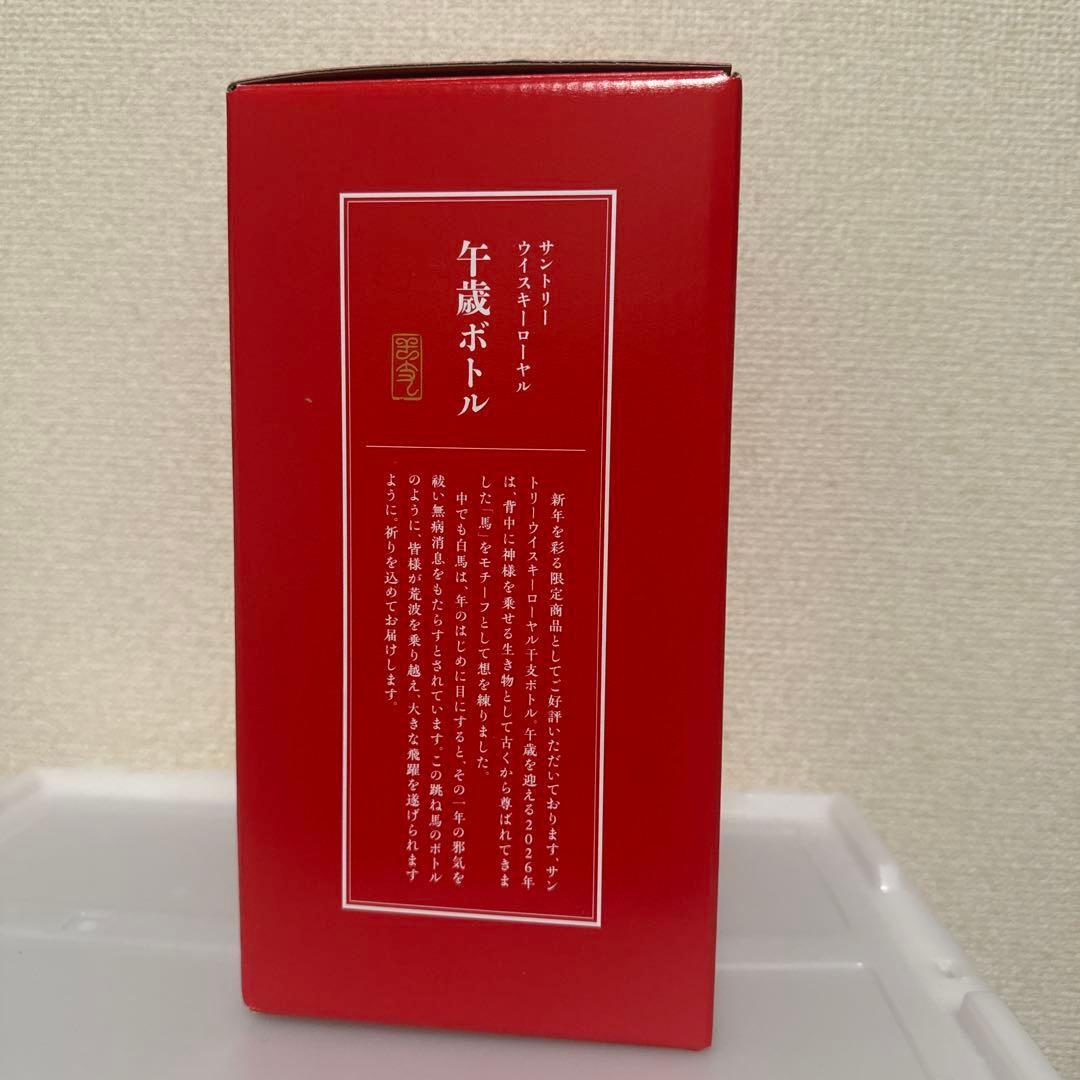 サントリー
ウイスキーローヤル
午歳ボトル
新年を彩る限定商品としてご好評いただいております、サン
トリーウイスキーローヤル干支ボトル。午歳を迎える2026年
は、背中に神様を乗せる生き物として古くから尊ばれてきま
した「馬」をモチーフとして想を練りました。
中でも白馬は、年のはじめに目にすると、その一年の邪気を
祓い無病消息をもたらすとされています。この跳ね馬のボトル
のように、皆様が荒波を乗り越え、大きな飛躍を遂げられます
ように。祈りを込めてお届けします。